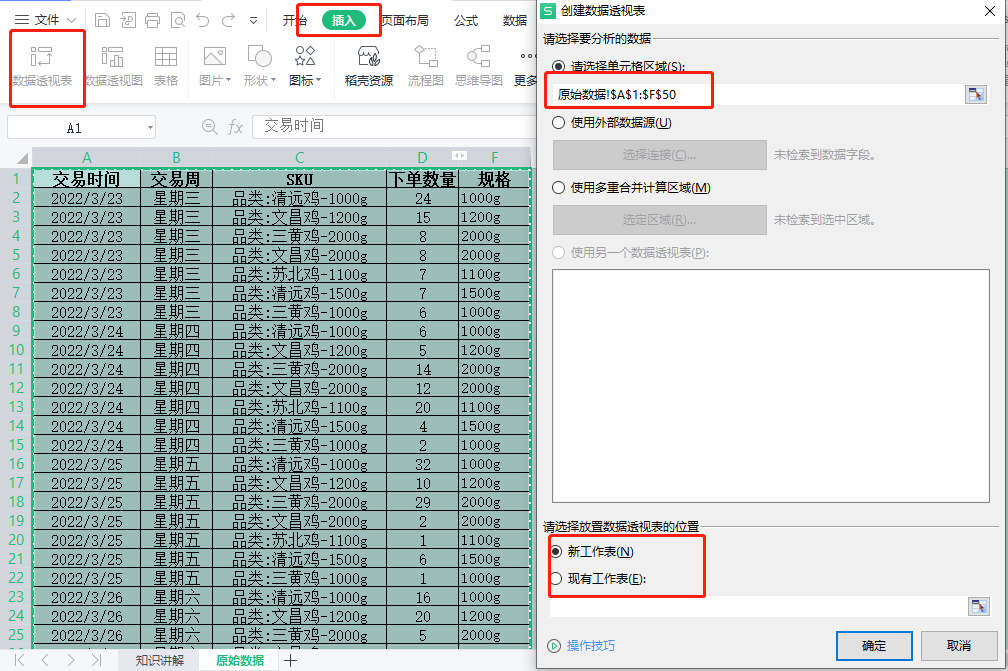 文件 开始 插入 页面布局 公式 数据
数据透视表 数据透视图 表格 图片 形状 图标 稻壳资源 流程图 思维导图 更多
A1 fx 交易时间
A B C D F
1 交易时间 交易周 SKU 下单数量 规格
2 2022/3/23 星期三 品类:清远鸡-1000g 24 1000g
3 2022/3/23 星期三 品类:文昌鸡-1200g 15 1200g
4 2022/3/23 星期三 品类:三黄鸡-2000g 8 2000g
5 2022/3/23 星期三 品类:文昌鸡-2000g 8 2000g
6 2022/3/23 星期三 品类:苏北鸡-1100g 7 1100g
7 2022/3/23 星期三 品类:清远鸡-1500g 7 1500g
8 2022/3/23 星期三 品类:三黄鸡-1000g 6 1000g
9 2022/3/24 星期四 品类:清远鸡-1000g 6 1000g
10 2022/3/24 星期四 品类:文昌鸡-1200g 5 1200g
11 2022/3/24 星期四 品类:三黄鸡-2000g 14 2000g
12 2022/3/24 星期四 品类:文昌鸡-2000g 12 2000g
13 2022/3/24 星期四 品类:苏北鸡-1100g 20 1100g
14 2022/3/24 星期四 品类:清远鸡-1500g 4 1500g
15 2022/3/24 星期四 品类:三黄鸡-1000g 2 1000g
16 2022/3/25 星期五 品类:清远鸡-1000g 32 1000g
17 2022/3/25 星期五 品类:文昌鸡-1200g 10 1200g
18 2022/3/25 星期五 品类:三黄鸡-2000g 29 2000g
19 2022/3/25 星期五 品类:文昌鸡-2000g 2 2000g
20 2022/3/25 星期五 品类:苏北鸡-1100g 1 1100g
21 2022/3/25 星期五 品类:清远鸡-1500g 6 1500g
22 2022/3/25 星期五 品类:三黄鸡-1000g 1 1000g
23 2022/3/26 星期六 品类:清远鸡-1000g 16 1000g
24 2022/3/26 星期六 品类:文昌鸡-1200g 20 1200g
25 2022/3/26 星期六 品类:三黄鸡-2000g 5 2000g
知识讲解 原始数据
S 创建数据透视表
请选择要分析的数据
请选择单元格区域(S):
原始数据!$A$1:$F$50
使用外部数据源(U)
选择连接(C)... 未检索到数据字段。
使用多重合并计算区域(M)
选定区域(R)... 未检索到选中区域。
使用另一个数据透视表(P):
请选择放置数据透视表的位置
新工作表(N)
现有工作表(E):
操作技巧 确定 取消